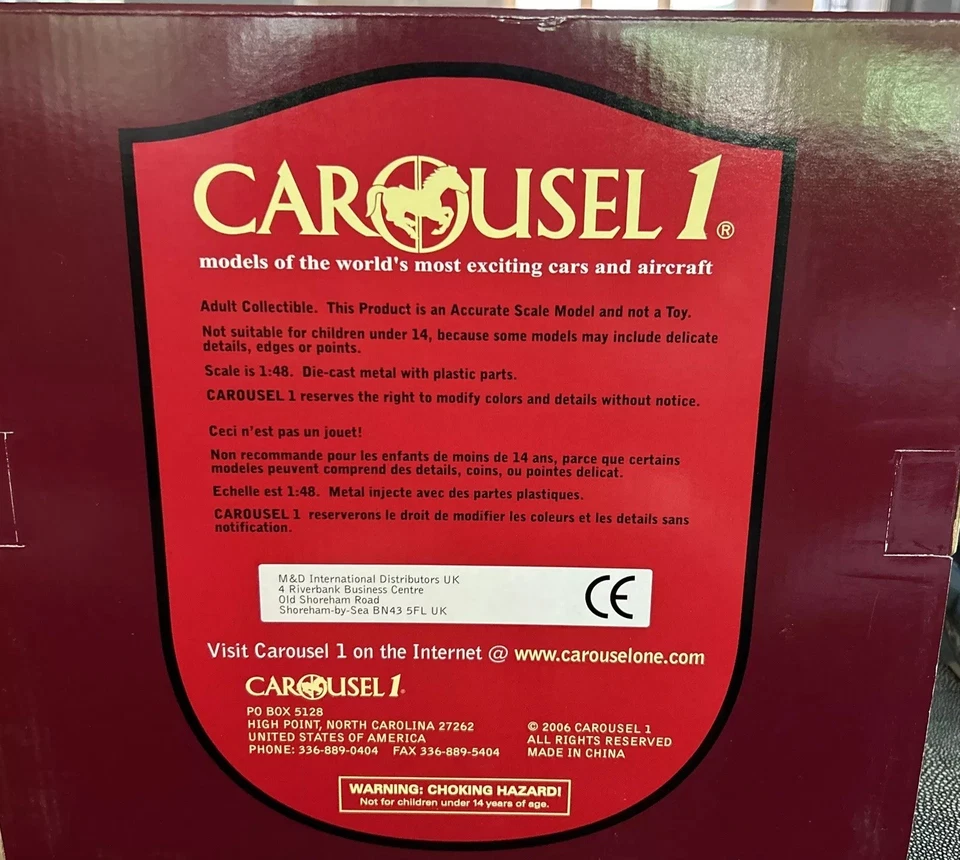 CAROUSEL 1®
models of the world's most exciting cars and aircraft
Adult Collectible. This Product is an Accurate Scale Model and not a Toy.
Not suitable for children under 14, because some models may include delicate
details, edges or points.
Scale is 1:48. Die-cast metal with plastic parts.
CAROUSEL 1 reserves the right to modify colors and details without notice.
Ceci n'est pas un jouet!
Non recommande pour les enfants de moins de 14 ans, parce que certains
modeles peuvent comprend des details, coins, ou pointes delicat.
Echelle est 1:48. Metal injecte avec des partes plastiques.
CAROUSEL 1 reserverons le droit de modifier les coleurs et les details sans
notification.
M&D International Distributors UK
4 Riverbank Business Centre
Old Shoreham Road
Shoreham-by-Sea BN43 5FL UK
CE
Visit Carousel 1 on the Internet @ www.carouselone.com
CAROUSEL 1®
PO BOX 5128
HIGH POINT, NORTH CAROLINA 27262
UNITED STATES OF AMERICA
PHONE: 336-889-0404 FAX 336-889-5404
© 2006 CAROUSEL 1
ALL RIGHTS RESERVED
MADE IN CHINA
WARNING: CHOKING HAZARD!
Not for children under 14 years of age.